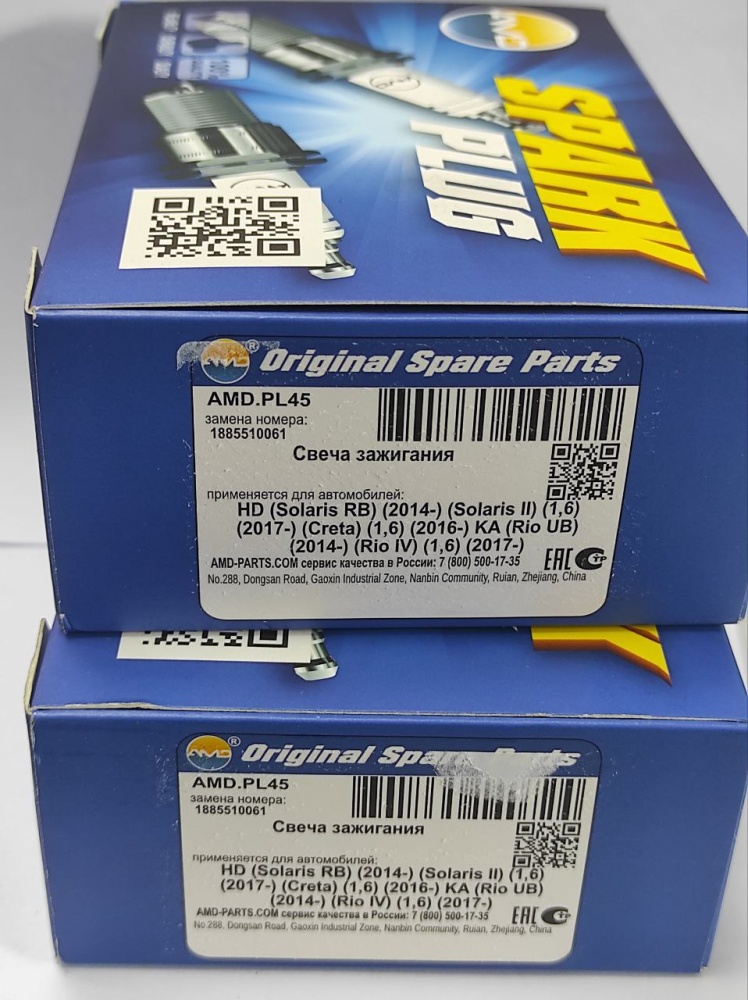 AMD
SPARK
PLUG
AMD
AMD ® Original Spare Parts
AMD.PL45
замена номера:
1885510061
Свеча зажигания
применяется для автомобилей:
HD (Solaris RB) (2014-) (Solaris II) (1,6)
(2017-) (Creta) (1,6) (2016-) KA (Rio UB)
(2014-) (Rio IV) (1,6) (2017-)
AMD-PARTS.COM сервис качества в России: 7 (800) 500-17-35
EAC
No.288, Dongsan Road, Gaoxin Industrial Zone, Nanbin Community, Ruian, Zhejiang, China
AMD ® Original Spare Parts
AMD.PL45
замена номера:
1885510061
Свеча зажигания
применяется для автомобилей:
HD (Solaris RB) (2014-) (Solaris II) (1,6)
(2017-) (Creta) (1,6) (2016-) KA (Rio UB)
(2014-) (Rio IV) (1,6) (2017-)
AMD-PARTS.COM сервис качества в России: 7 (800) 500-17-35
EAC
No.288, Dongsan Road, Gaoxin Industrial Zone, Nanbin Community, Ruian, Zhejiang, China